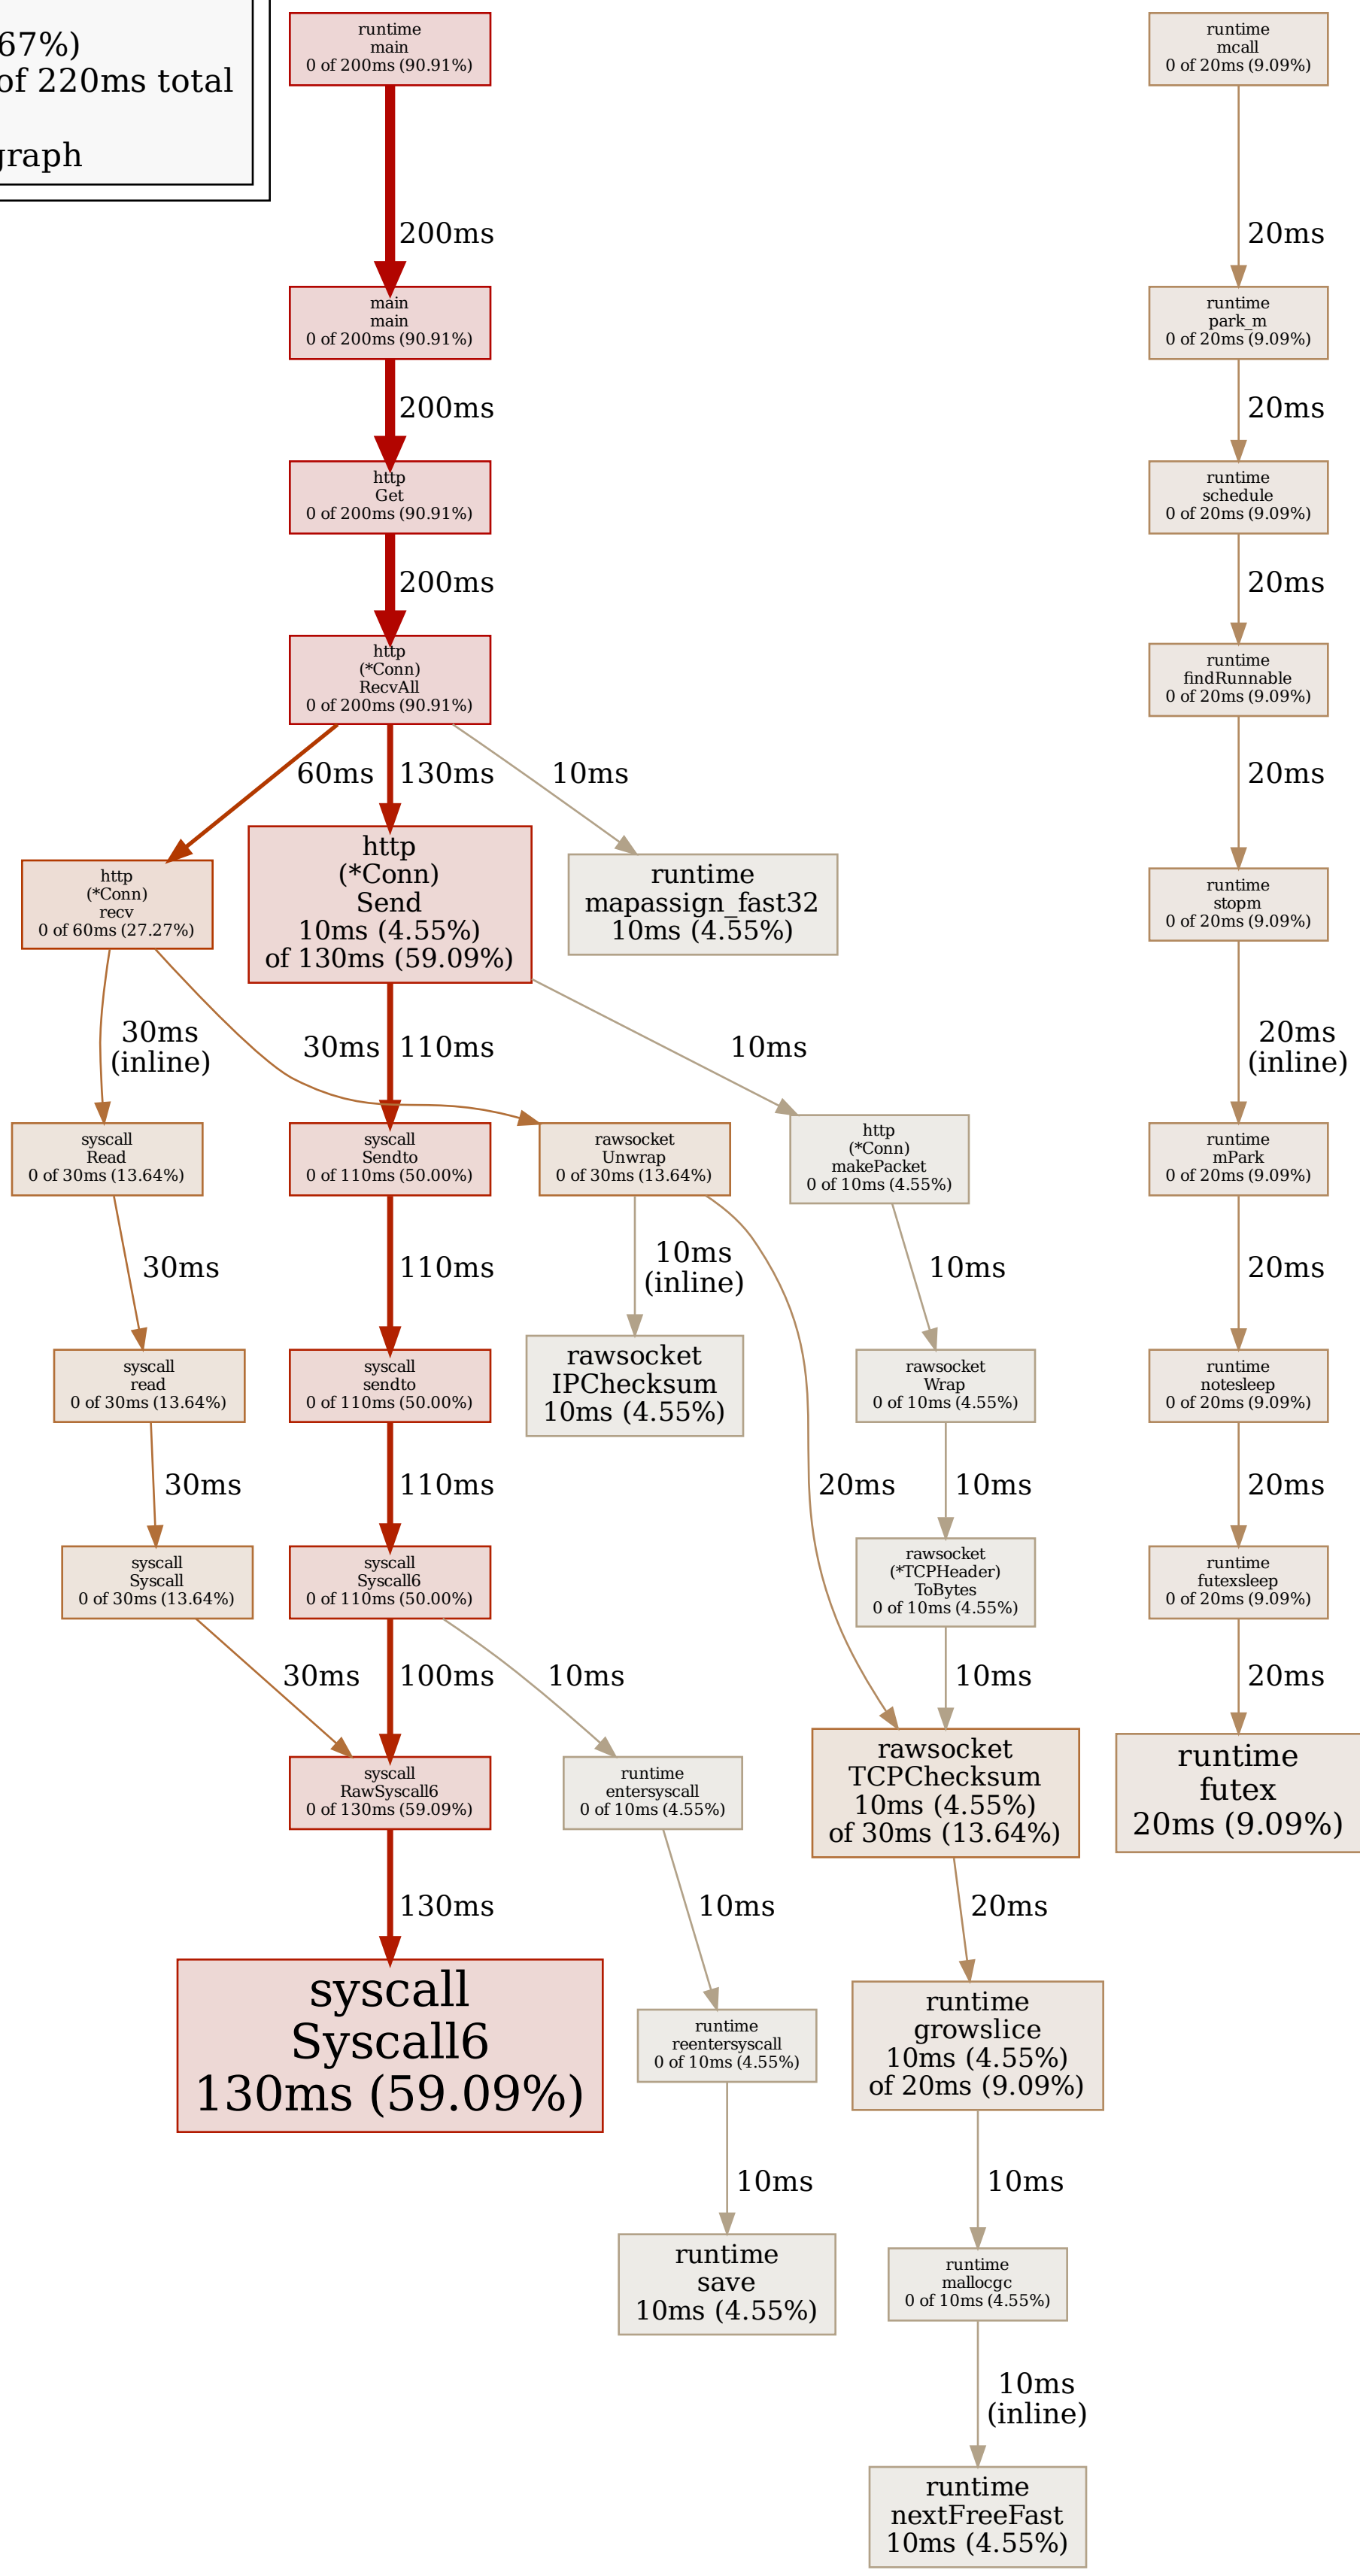 67%)
of 220ms total
graph
runtime
main
0 of 200ms (90.91%)
runtime
mcall
0 of 20ms (9.09%)
200ms
20ms
main
main
0 of 200ms (90.91%)
runtime
park_m
0 of 20ms (9.09%)
200ms
20ms
http
Get
0 of 200ms (90.91%)
runtime
schedule
0 of 20ms (9.09%)
200ms
20ms
http
(*Conn)
RecvAll
0 of 200ms (90.91%)
runtime
findRunnable
0 of 20ms (9.09%)
60ms
130ms
10ms
20ms
http
(*Conn)
recv
0 of 60ms (27.27%)
http
(*Conn)
Send
10ms (4.55%)
of 130ms (59.09%)
runtime
mapassign_fast32
10ms (4.55%)
runtime
stopm
0 of 20ms (9.09%)
30ms
(inline)
30ms
110ms
10ms
20ms
(inline)
syscall
Read
0 of 30ms (13.64%)
syscall
Sendto
0 of 110ms (50.00%)
rawsocket
Unwrap
0 of 30ms (13.64%)
http
(*Conn)
makePacket
0 of 10ms (4.55%)
runtime
mPark
0 of 20ms (9.09%)
30ms
110ms
10ms
(inline)
10ms
20ms
syscall
read
0 of 30ms (13.64%)
syscall
sendto
0 of 110ms (50.00%)
rawsocket
IPChecksum
10ms (4.55%)
rawsocket
Wrap
0 of 10ms (4.55%)
runtime
notesleep
0 of 20ms (9.09%)
30ms
110ms
20ms
10ms
20ms
syscall
Syscall
0 of 30ms (13.64%)
syscall
Syscall6
0 of 110ms (50.00%)
rawsocket
(*TCPHeader)
ToBytes
0 of 10ms (4.55%)
runtime
futexsleep
0 of 20ms (9.09%)
30ms
100ms
10ms
10ms
20ms
syscall
RawSyscall6
0 of 130ms (59.09%)
runtime
entersyscall
0 of 10ms (4.55%)
rawsocket
TCPChecksum
10ms (4.55%)
of 30ms (13.64%)
runtime
futex
20ms (9.09%)
130ms
10ms
20ms
syscall
Syscall6
130ms (59.09%)
runtime
reentersyscall
0 of 10ms (4.55%)
runtime
growslice
10ms (4.55%)
of 20ms (9.09%)
10ms
10ms
runtime
save
10ms (4.55%)
runtime
mallocgc
0 of 10ms (4.55%)
10ms
(inline)
runtime
nextFreeFast
10ms (4.55%)